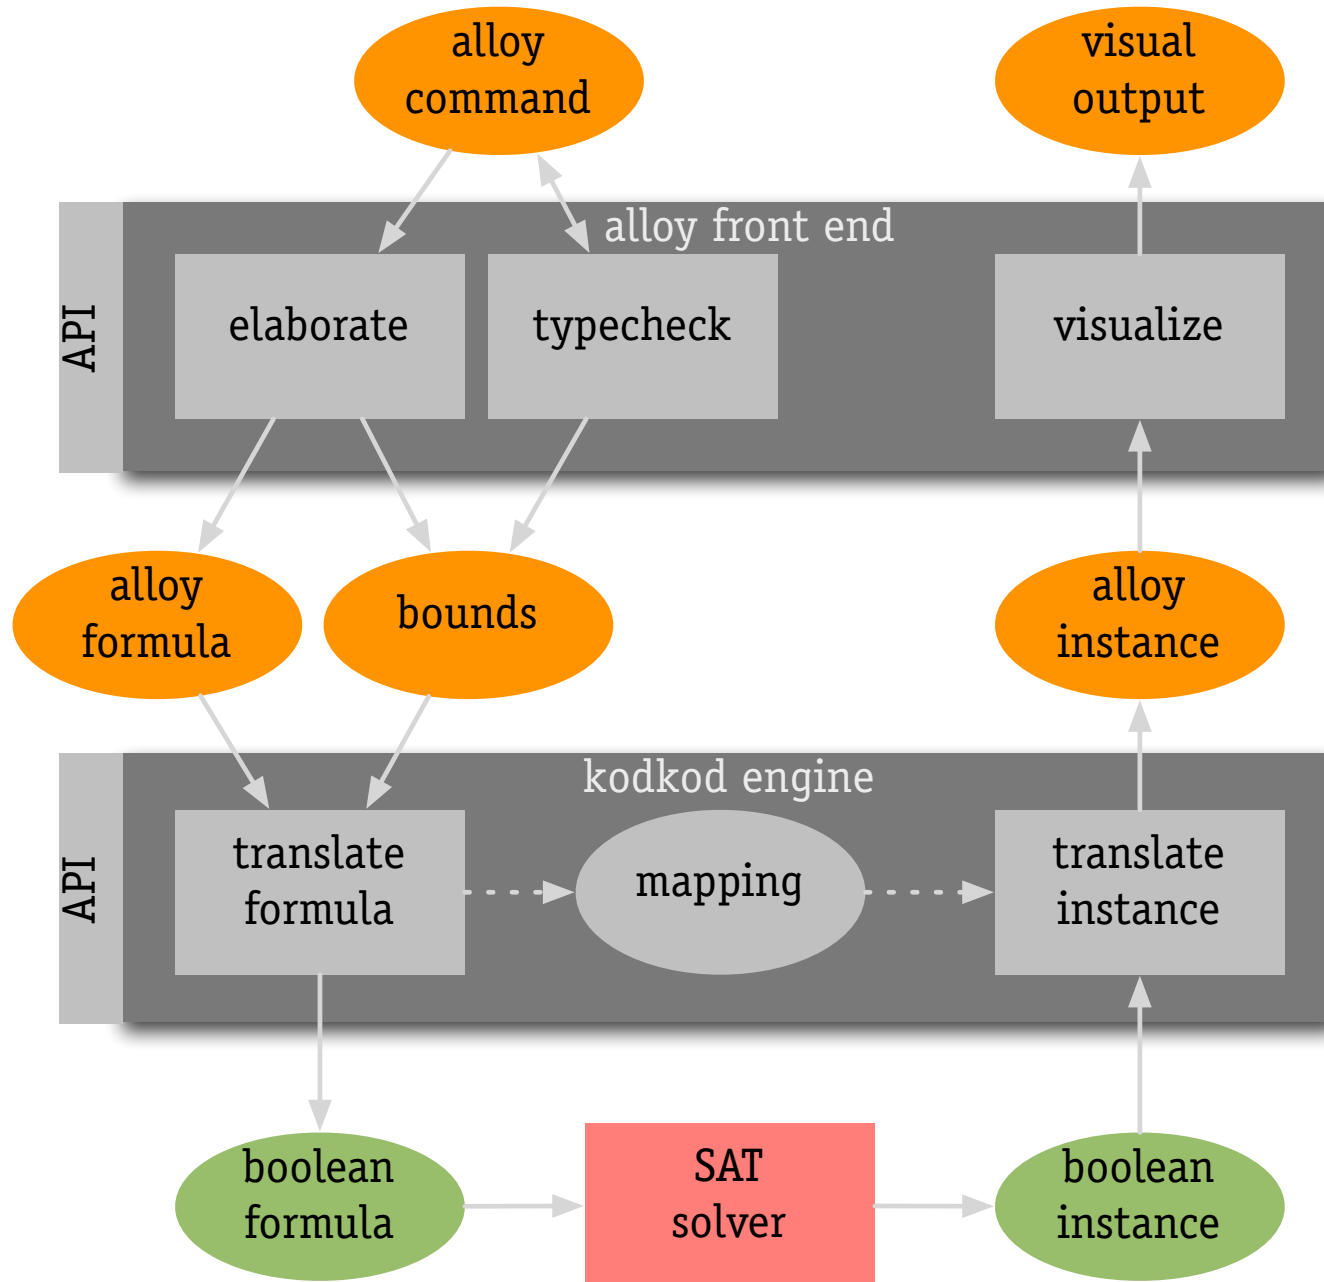 alloy
command
visual
output
alloy front end
API
elaborate
typecheck
visualize
alloy
formula
bounds
alloy
instance
kodkod engine
API
translate
formula
mapping
translate
instance
boolean
formula
SAT
solver
boolean
instance